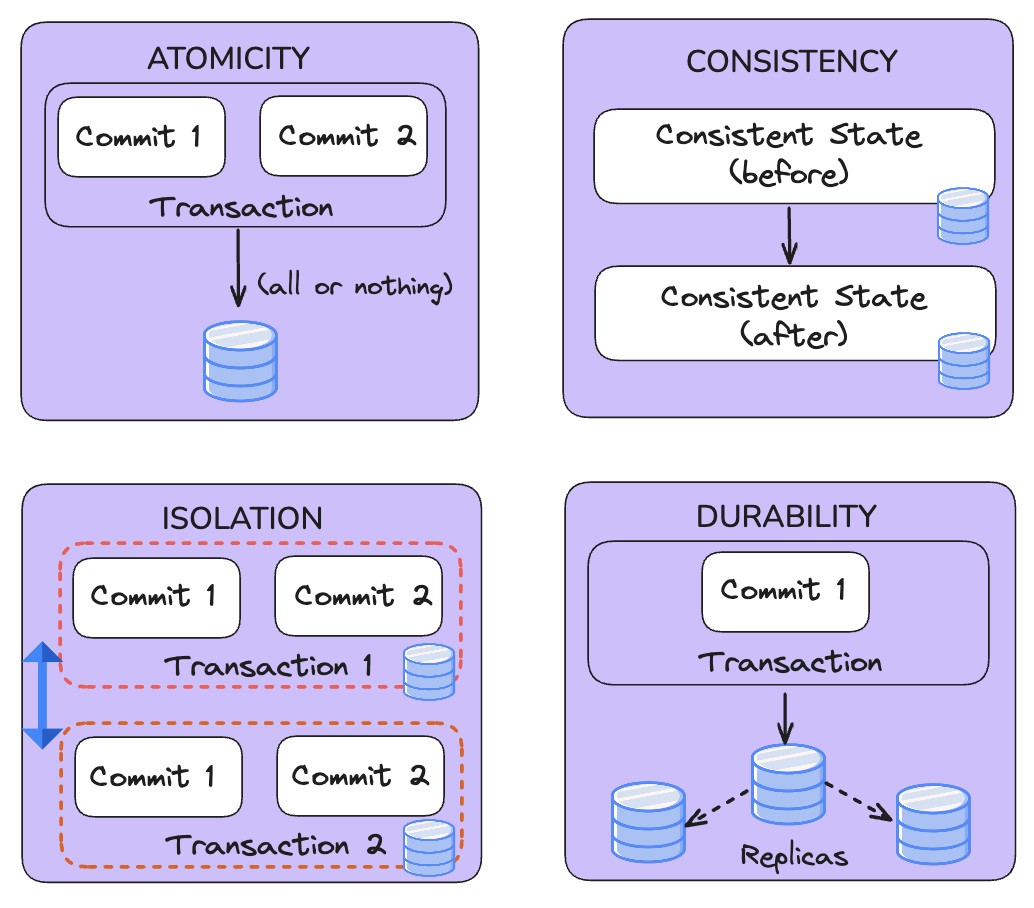 ATOMICITY
Commit 1
Commit 2
Transaction
(all or nothing)
CONSISTENCY
Consistent State
(before)
Consistent State
(after)
ISOLATION
Commit 1
Commit 2
Transaction 1
Commit 1
Commit 2
Transaction 2
DURABILITY
Commit 1
Transaction
Replicas